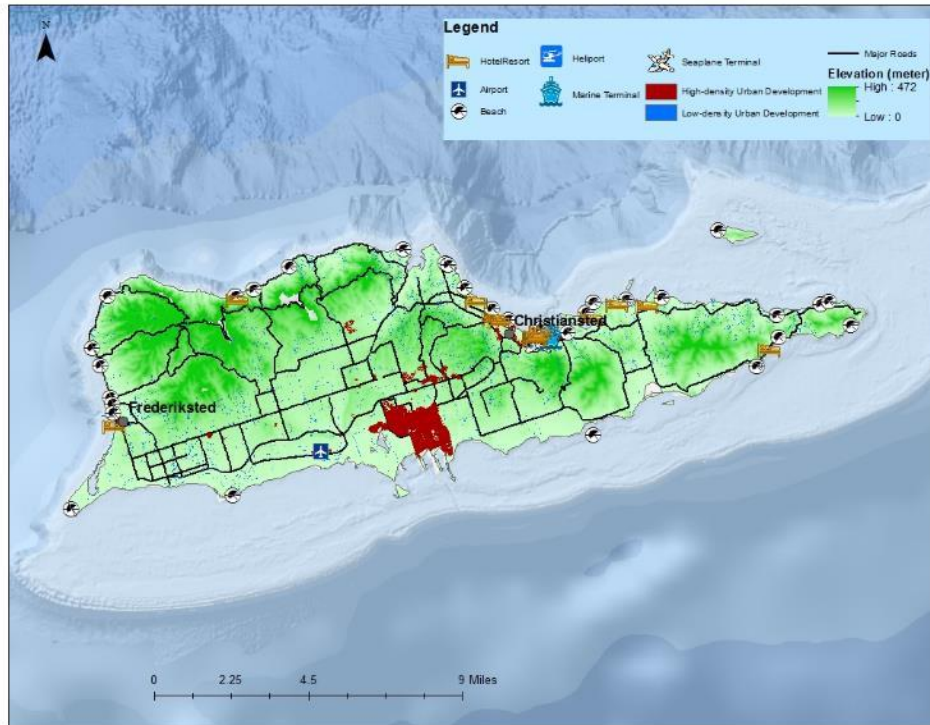 N
Legend
HotelResort
Heliport
Seaplane Terminal
Major Roads
Airport
Marine Terminal
High-density Urban Development
Elevation (meter)
High : 472
Beach
Low-density Urban Development
Low : 0
Christiansted
Frederiksted
0 2.25 4.5 9 Miles